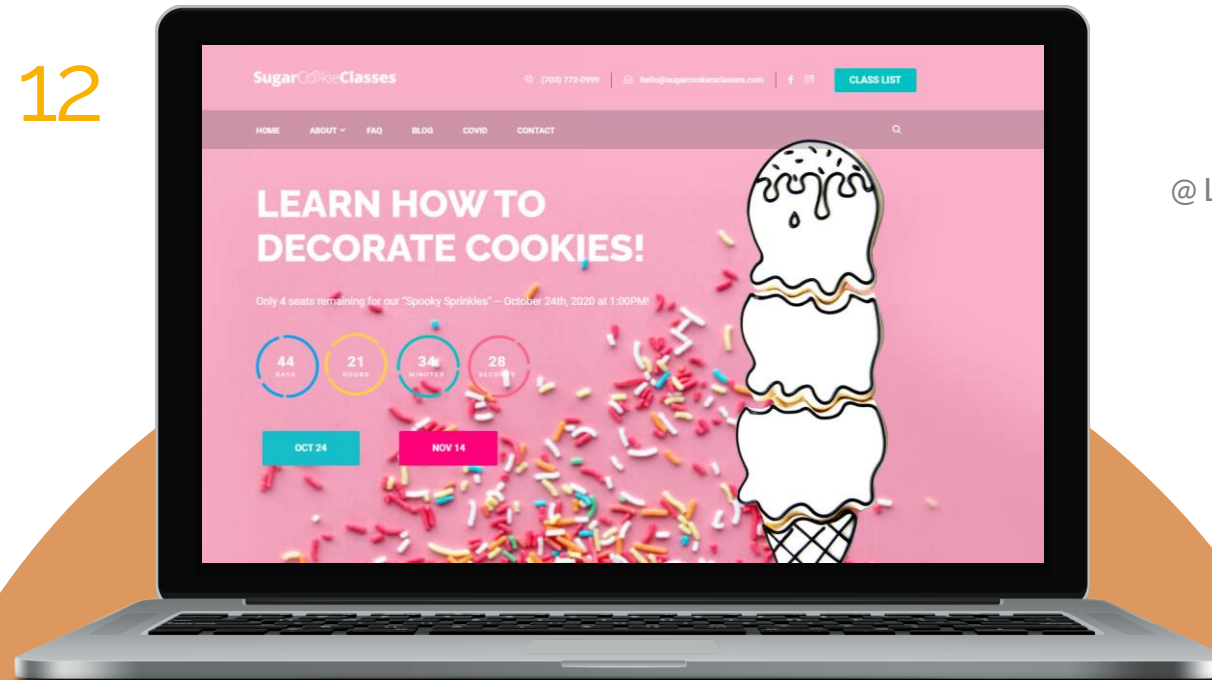 12
@ L
SugarCookieClasses
(703) 772-0999
hello@sugarcookiesclasses.com
CLASS LIST
HOME ABOUT FAQ BLOG COVID CONTACT
LEARN HOW TO
DECORATE COOKIES!
Only 4 seats remaining for our "Spooky Sprinkles" – October 24th, 2020 at 1:00PM!
44 21 34 28
DAYS HOURS MINUTES SECONDS
OCT 24 NOV 14